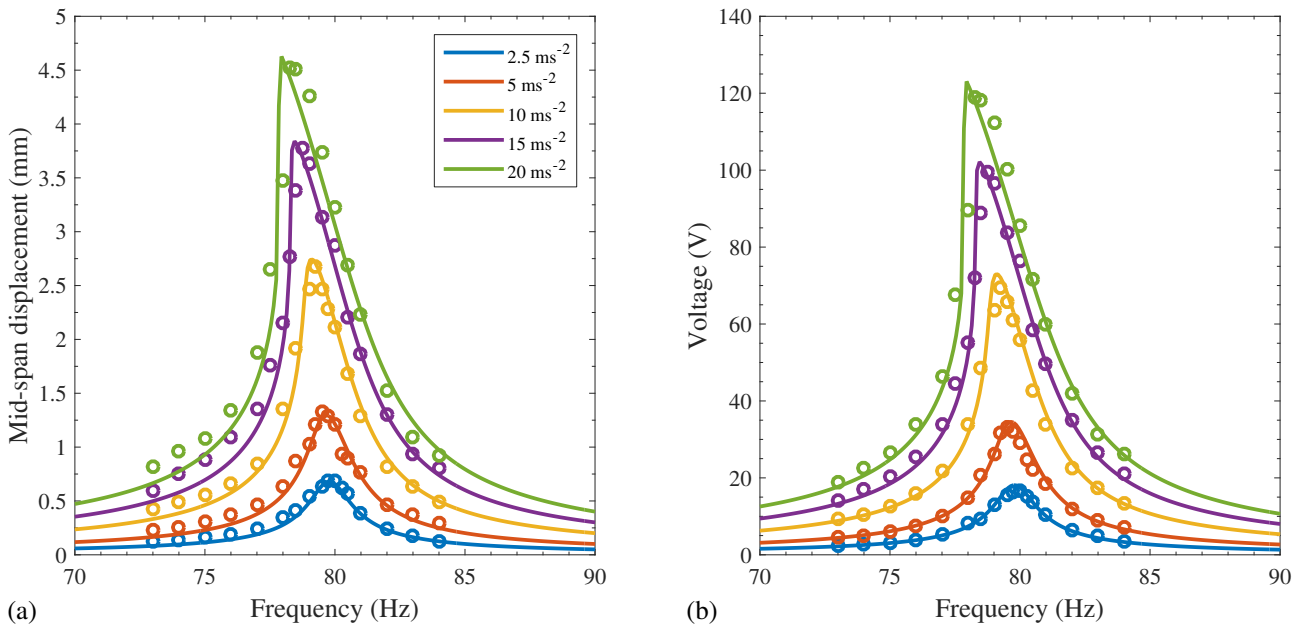 5
4.5
4
3.5
3
2.5
2
1.5
1
0.5
0
Mid-span displacement (mm)
2.5 ms⁻²
5 ms⁻²
10 ms⁻²
15 ms⁻²
20 ms⁻²
70 75 80 85 90
Frequency (Hz)
(a)
140
120
100
80
60
40
20
0
Voltage (V)
70 75 80 85 90
Frequency (Hz)
(b)